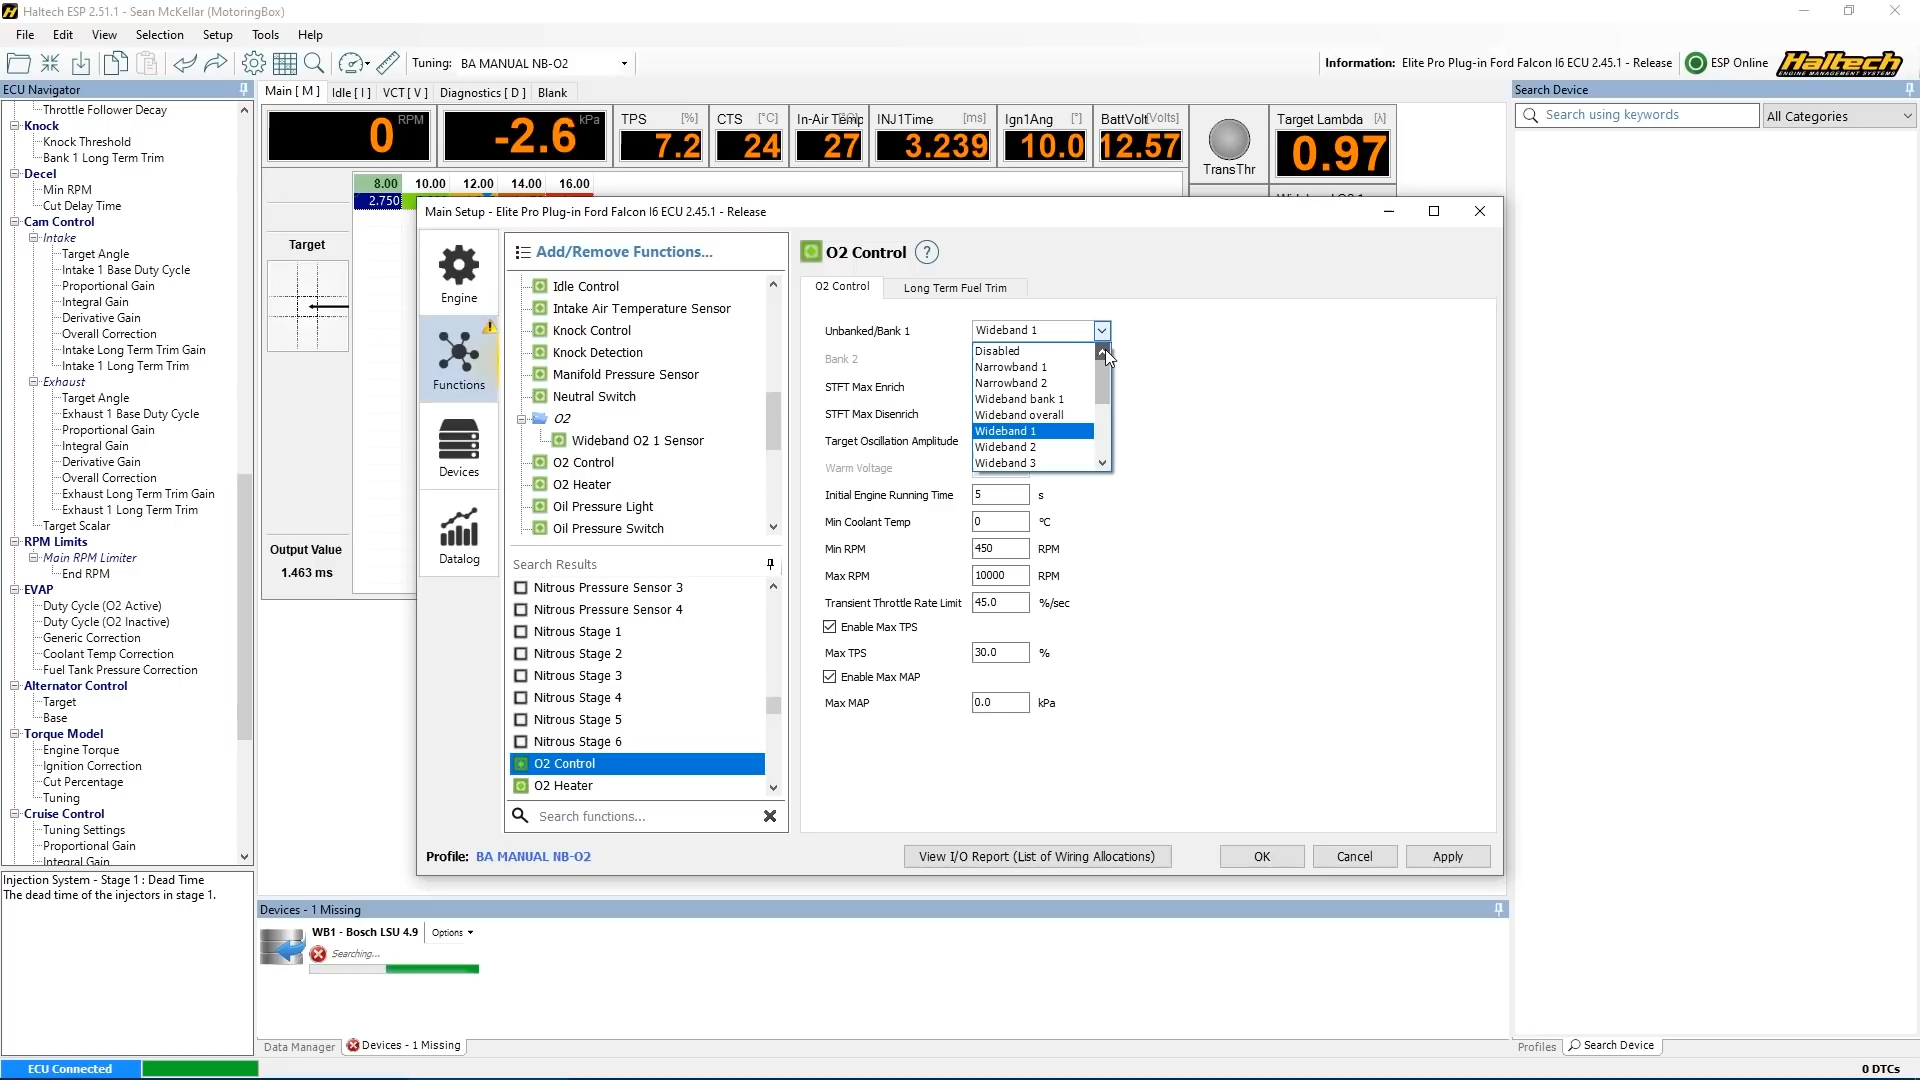 Haltech ESP 2.51.1 - Sean McKellar (MotoringBox)
File Edit View Selection Setup Tools Help
Tuning: BA MANUAL NB-O2
Information: Elite Pro Plug-in Ford Falcon I6 ECU 2.45.1 - Release
ESP Online
Haltech
ENGINE MANAGEMENT SYSTEMS
ECU Navigator
Throttle Follower Decay
Knock
Knock Threshold
Bank 1 Long Term Trim
Decel
Min RPM
Cut Delay Time
Cam Control
Intake
Target Angle
Intake 1 Base Duty Cycle
Proportional Gain
Integral Gain
Derivative Gain
Overall Correction
Intake Long Term Trim Gain
Intake 1 Long Term Trim
Exhaust
Target Angle
Exhaust 1 Base Duty Cycle
Proportional Gain
Integral Gain
Derivative Gain
Overall Correction
Exhaust Long Term Trim Gain
Exhaust 1 Long Term Trim
Target Scalar
RPM Limits
Main RPM Limiter
End RPM
EVAP
Duty Cycle (O2 Active)
Duty Cycle (O2 Inactive)
Generic Correction
Coolant Temp Correction
Fuel Tank Pressure Correction
Alternator Control
Target
Base
Torque Model
Engine Torque
Ignition Correction
Cut Percentage
Tuning
Cruise Control
Tuning Settings
Proportional Gain
Integral Gain
Injection System - Stage 1 : Dead Time
The dead time of the injectors in stage 1.
Main [ M ] Idle [ I ] VCT [ V ] Diagnostics [ D ] Blank
0 RPM
-2.6 kPa
TPS [%]
7.2
CTS [°C]
24
In-Air Temp
27
INJ1Time [ms]
3.239
Ign1Ang [°]
10.0
BattVolt [Volts]
12.57
TransThr
Target Lambda [λ]
0.97
8.00 10.00 12.00 14.00 16.00
2.750
Target
Output Value
1.463 ms
Main Setup - Elite Pro Plug-in Ford Falcon I6 ECU 2.45.1 - Release
Engine
Functions
Devices
Datalog
Add/Remove Functions...
Idle Control
Intake Air Temperature Sensor
Knock Control
Knock Detection
Manifold Pressure Sensor
Neutral Switch
O2
Wideband O2 1 Sensor
O2 Control
O2 Heater
Oil Pressure Light
Oil Pressure Switch
Search Results
Nitrous Pressure Sensor 3
Nitrous Pressure Sensor 4
Nitrous Stage 1
Nitrous Stage 2
Nitrous Stage 3
Nitrous Stage 4
Nitrous Stage 5
Nitrous Stage 6
O2 Control
O2 Heater
Search functions...
O2 Control ?
O2 Control Long Term Fuel Trim
Unbanked/Bank 1 Wideband 1
Disabled
Narrowband 1
Narrowband 2
Wideband bank 1
Wideband overall
Wideband 1
Wideband 2
Wideband 3
Bank 2
STFT Max Enrich
STFT Max Disenrich
Target Oscillation Amplitude
Warm Voltage
Initial Engine Running Time 5 s
Min Coolant Temp 0 °C
Min RPM 450 RPM
Max RPM 10000 RPM
Transient Throttle Rate Limit 45.0 %/sec
Enable Max TPS
Max TPS 30.0 %
Enable Max MAP
Max MAP 0.0 kPa
Profile: BA MANUAL NB-O2
View I/O Report (List of Wiring Allocations) OK Cancel Apply
Devices - 1 Missing
WB1 - Bosch LSU 4.9 Options
Searching...
Data Manager Devices - 1 Missing
Search Device
Search using keywords All Categories
Profiles Search Device
ECU Connected
0 DTCs